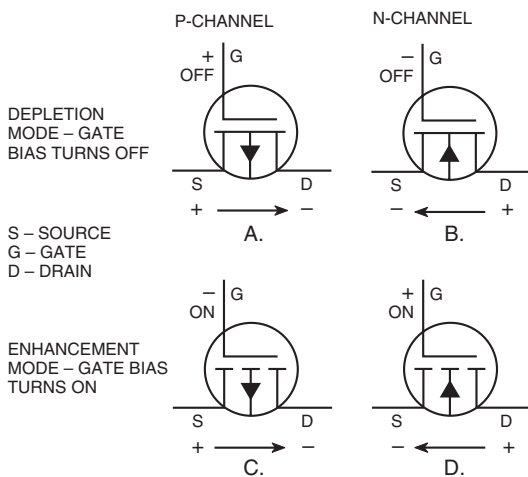 P-CHANNEL
N-CHANNEL
+ G
OFF
– G
OFF
DEPLETION
MODE – GATE
BIAS TURNS OFF
S D
+ –
A.
S D
– +
B.
S – SOURCE
G – GATE
D – DRAIN
– G
ON
+ G
ON
ENHANCEMENT
MODE – GATE BIAS
TURNS ON
S D
+ –
C.
S D
– +
D.